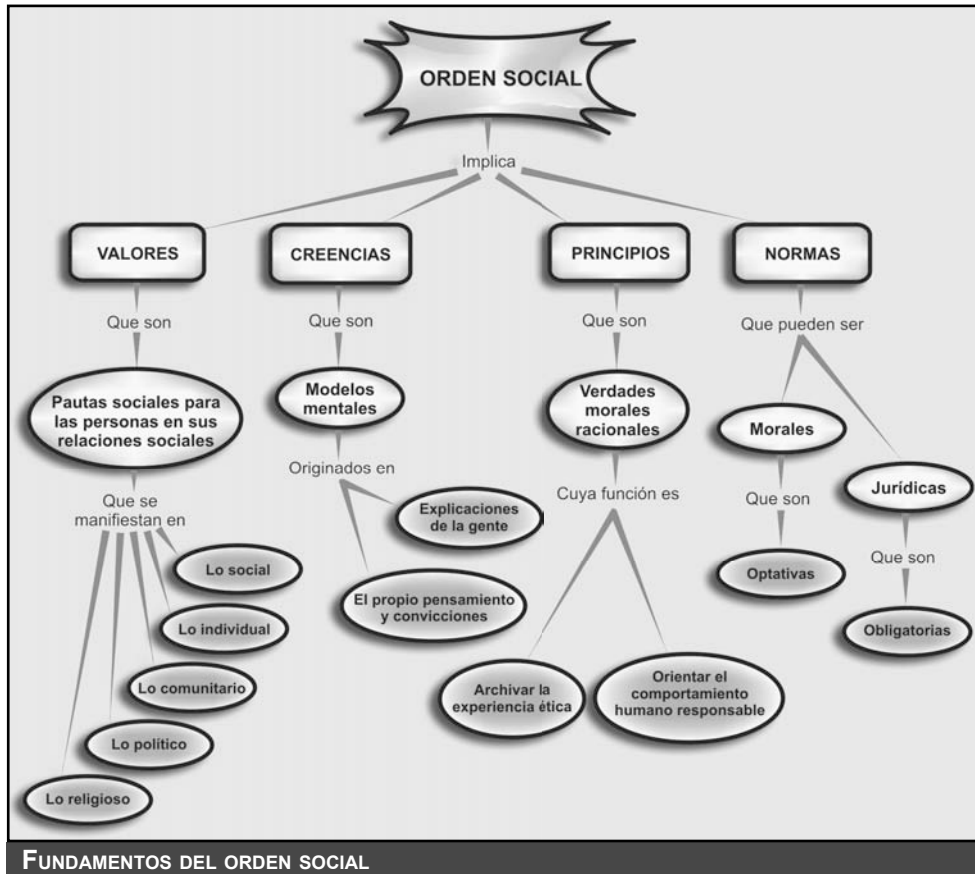 ORDEN SOCIAL
Implica
VALORES
CREENCIAS
PRINCIPIOS
NORMAS
Que son
Que son
Que son
Que pueden ser
Pautas sociales para
las personas en sus
relaciones sociales
Modelos
mentales
Verdades
morales
racionales
Morales
Jurídicas
Que se
manifiestan en
Originados en
Cuya función es
Que son
Que son
Lo social
Lo individual
Lo comunitario
Lo político
Lo religioso
Explicaciones
de la gente
El propio pensamiento
y convicciones
Archivar la
experiencia ética
Orientar el
comportamiento
humano responsable
Optativas
Obligatorias
FUNDAMENTOS DEL ORDEN SOCIAL